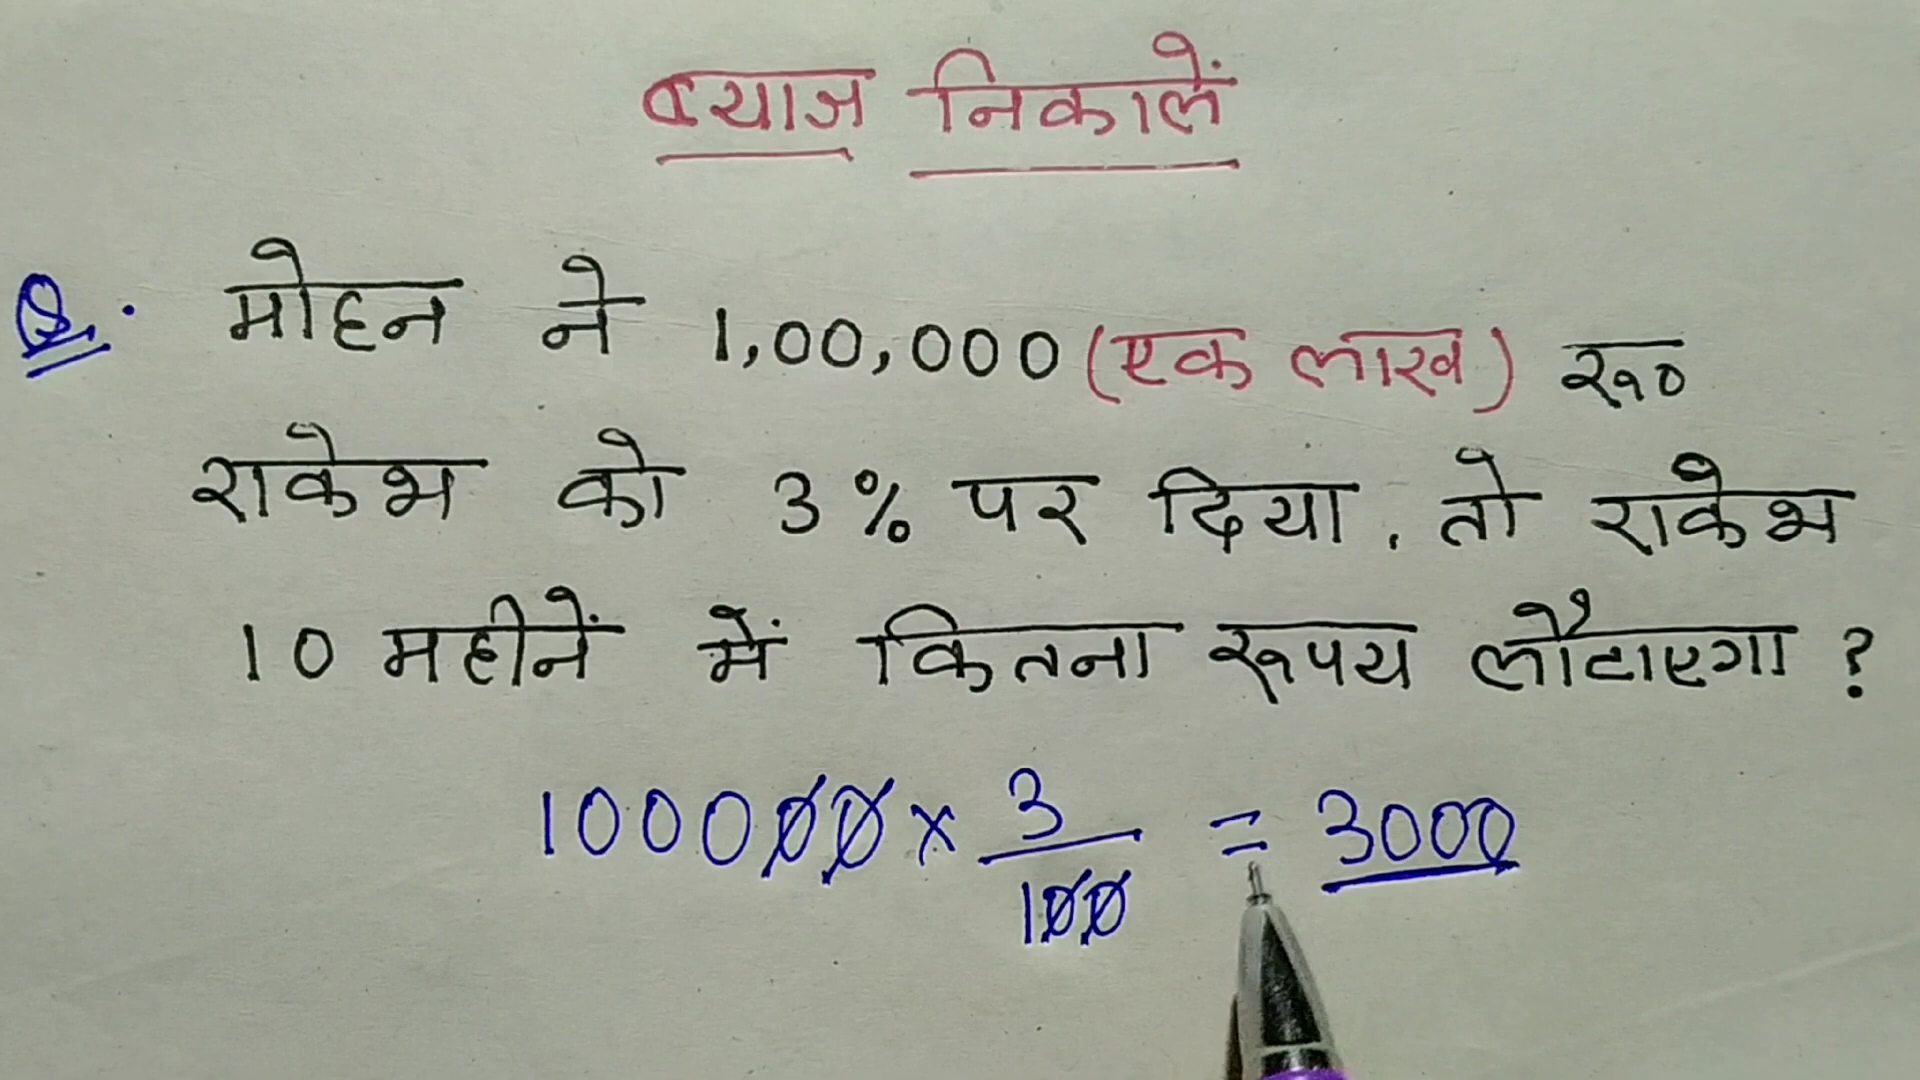 ब्याज निकालें
Q. मोहन ने 1,00,000 (एक लाख) रू०
राकेश को 3% पर दिया, तो राकेश
10 महीनें में कितना रूपय लौटाएगा ?
100000 × 3/100 = 3000